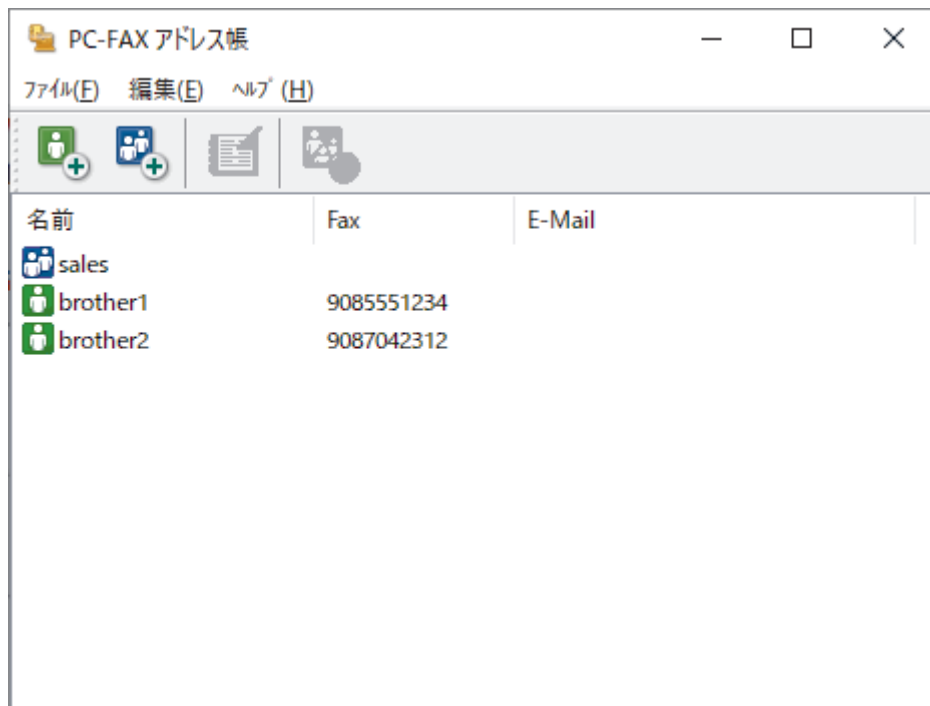 PC-FAX アドレス帳
ファイル(F) 編集(E) ヘルプ(H)
名前 Fax E-Mail
sales
brother1 9085551234
brother2 9087042312